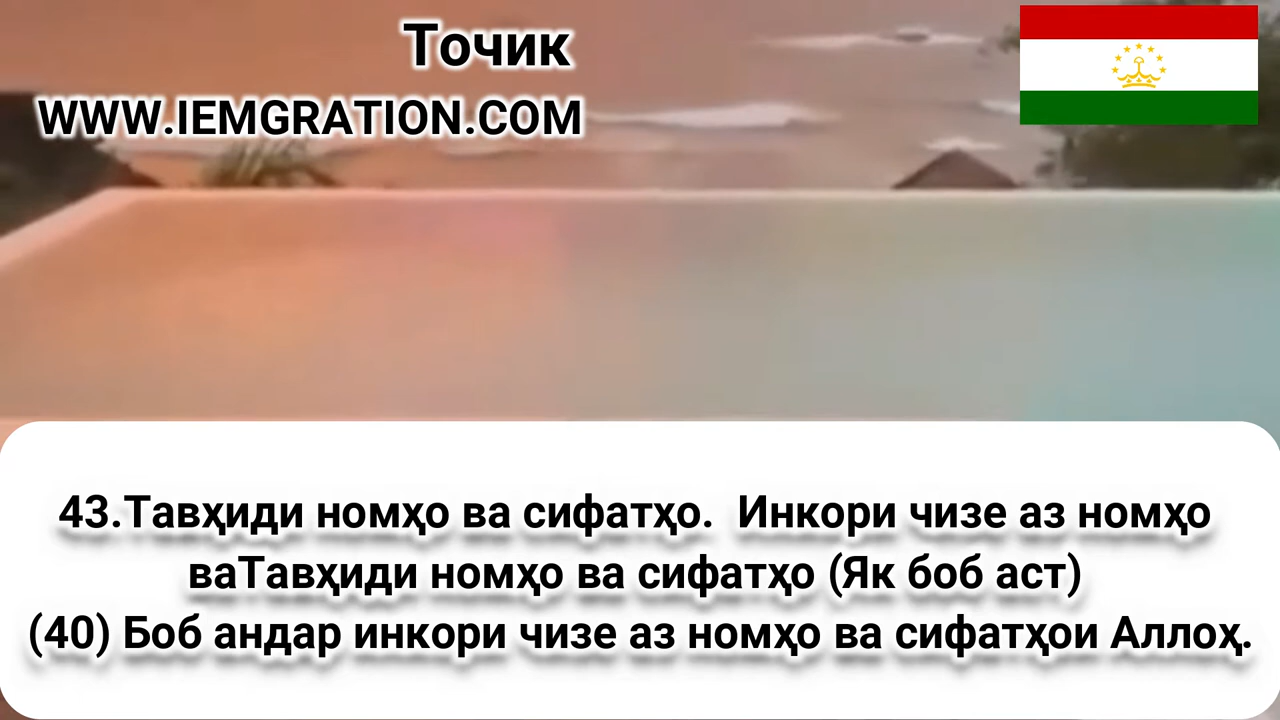 Точик
WWW.IEMGRATION.COM
43.Тавҳиди номҳо ва сифатҳо.  Инкори чизе аз номҳо
ваТавҳиди номҳо ва сифатҳо (Як боб аст)
(40) Боб андар инкори чизе аз номҳо ва сифатҳои Аллоҳ.